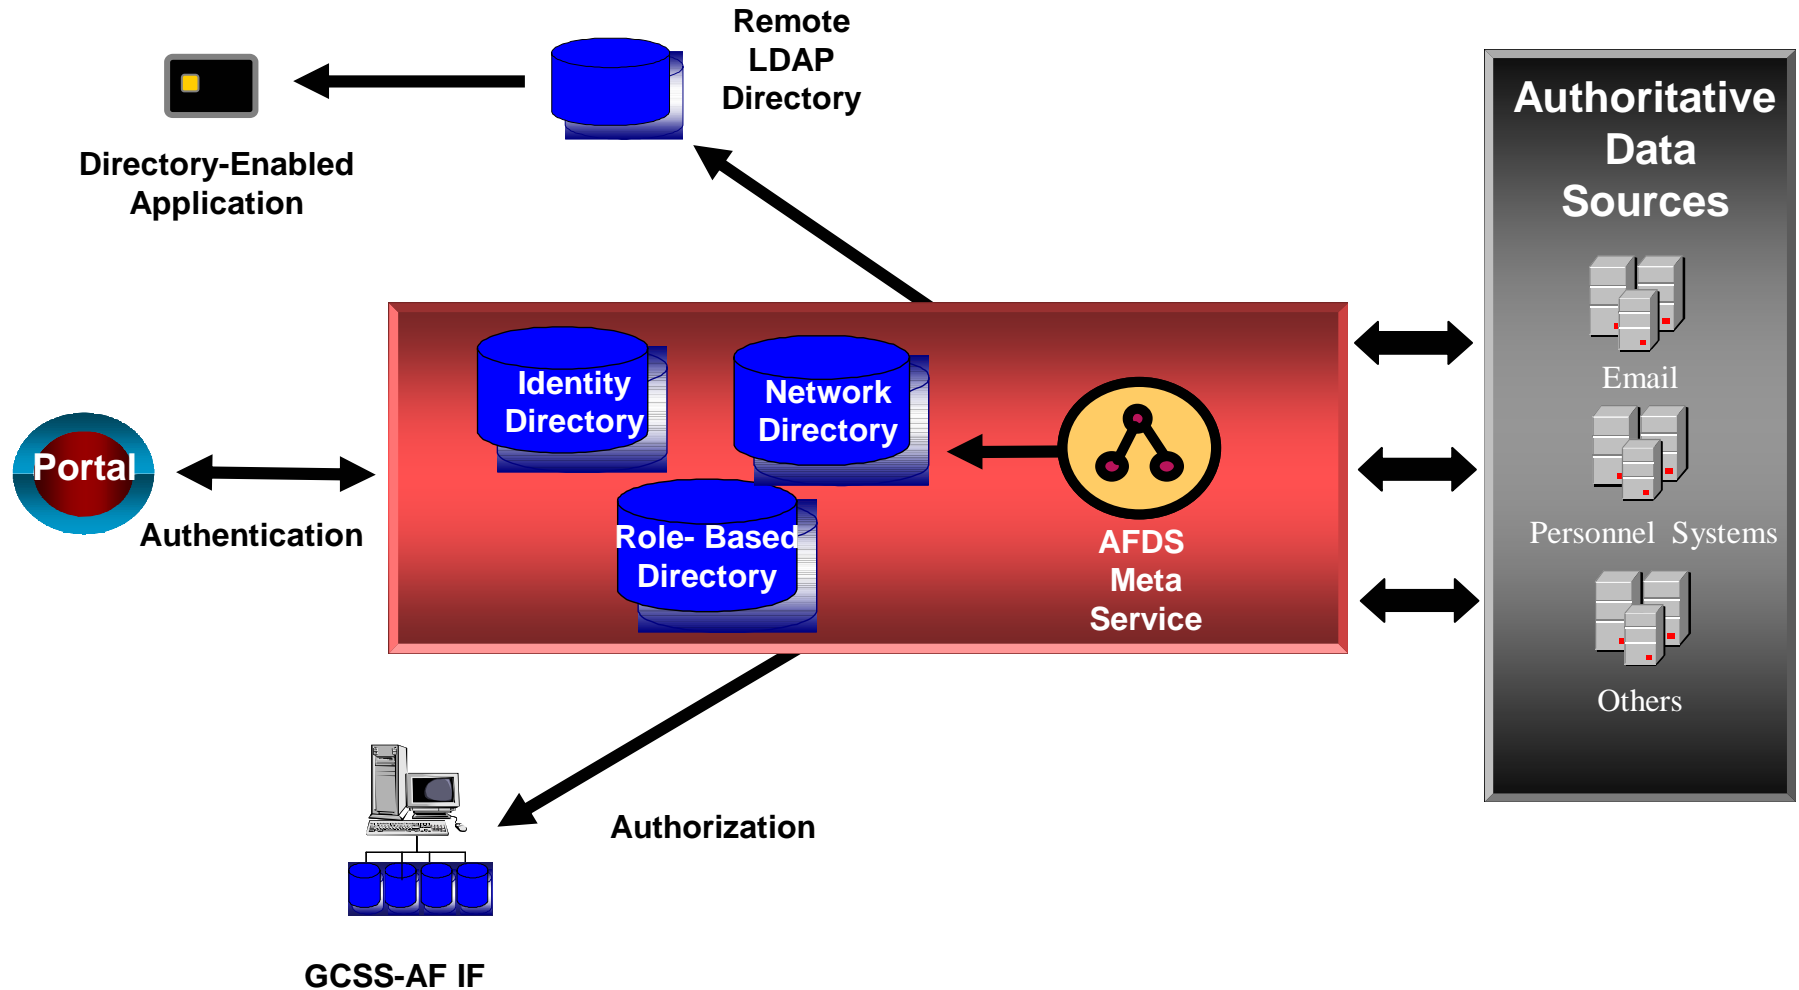 Remote
LDAP
Directory
Directory-Enabled
Application
Authoritative
Data
Sources
Email
Personnel Systems
Others
Identity
Directory
Network
Directory
Role- Based
Directory
AFDS
Meta
Service
Portal
Authentication
Authorization
GCSS-AF IF